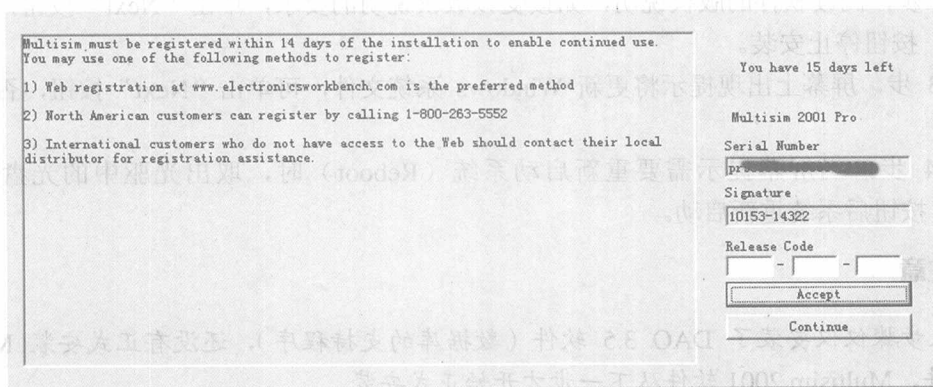 Multisim must be registered within 14 days of the installation to enable continued use.
You may use one of the following methods to register:
1) Web registration at www.electronicsworkbench.com is the preferred method
2) North American customers can register by calling 1-800-263-5552
3) International customers who do not have access to the Web should contact their local
distributor for registration assistance.
You have 15 days left
Multisim 2001 Pro
Serial Number
Signature
10153-14322
Release Code
- -
Accept
Continue